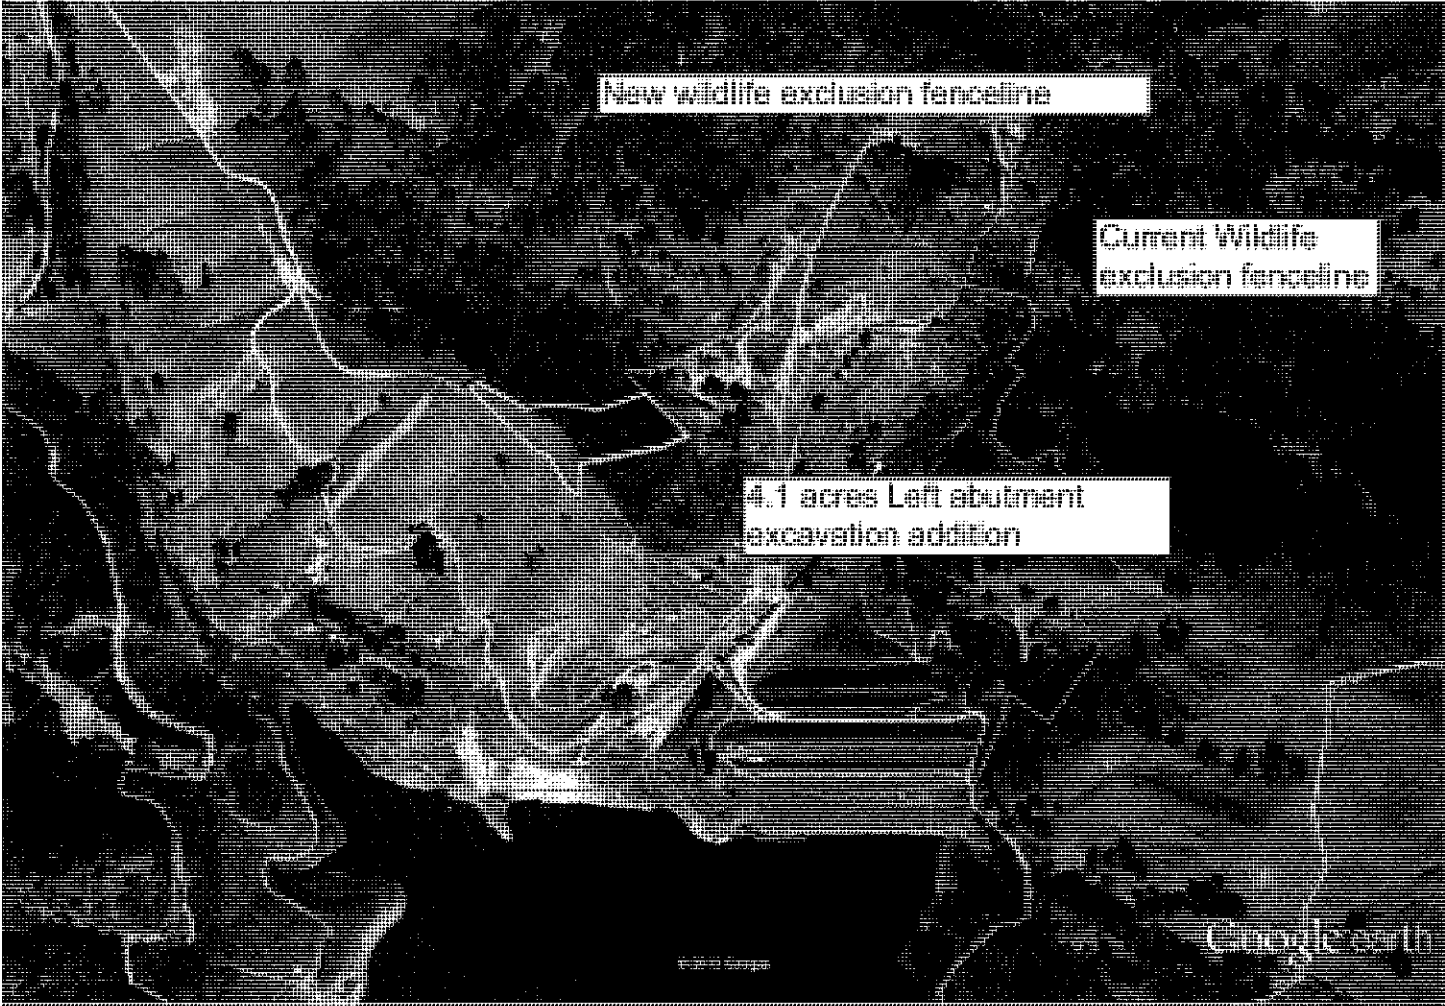 New wildlife exclusion fenceline
Current Wildlife
exclusion fenceline
4.1 acres Left abutment
excavation addition
Google earth